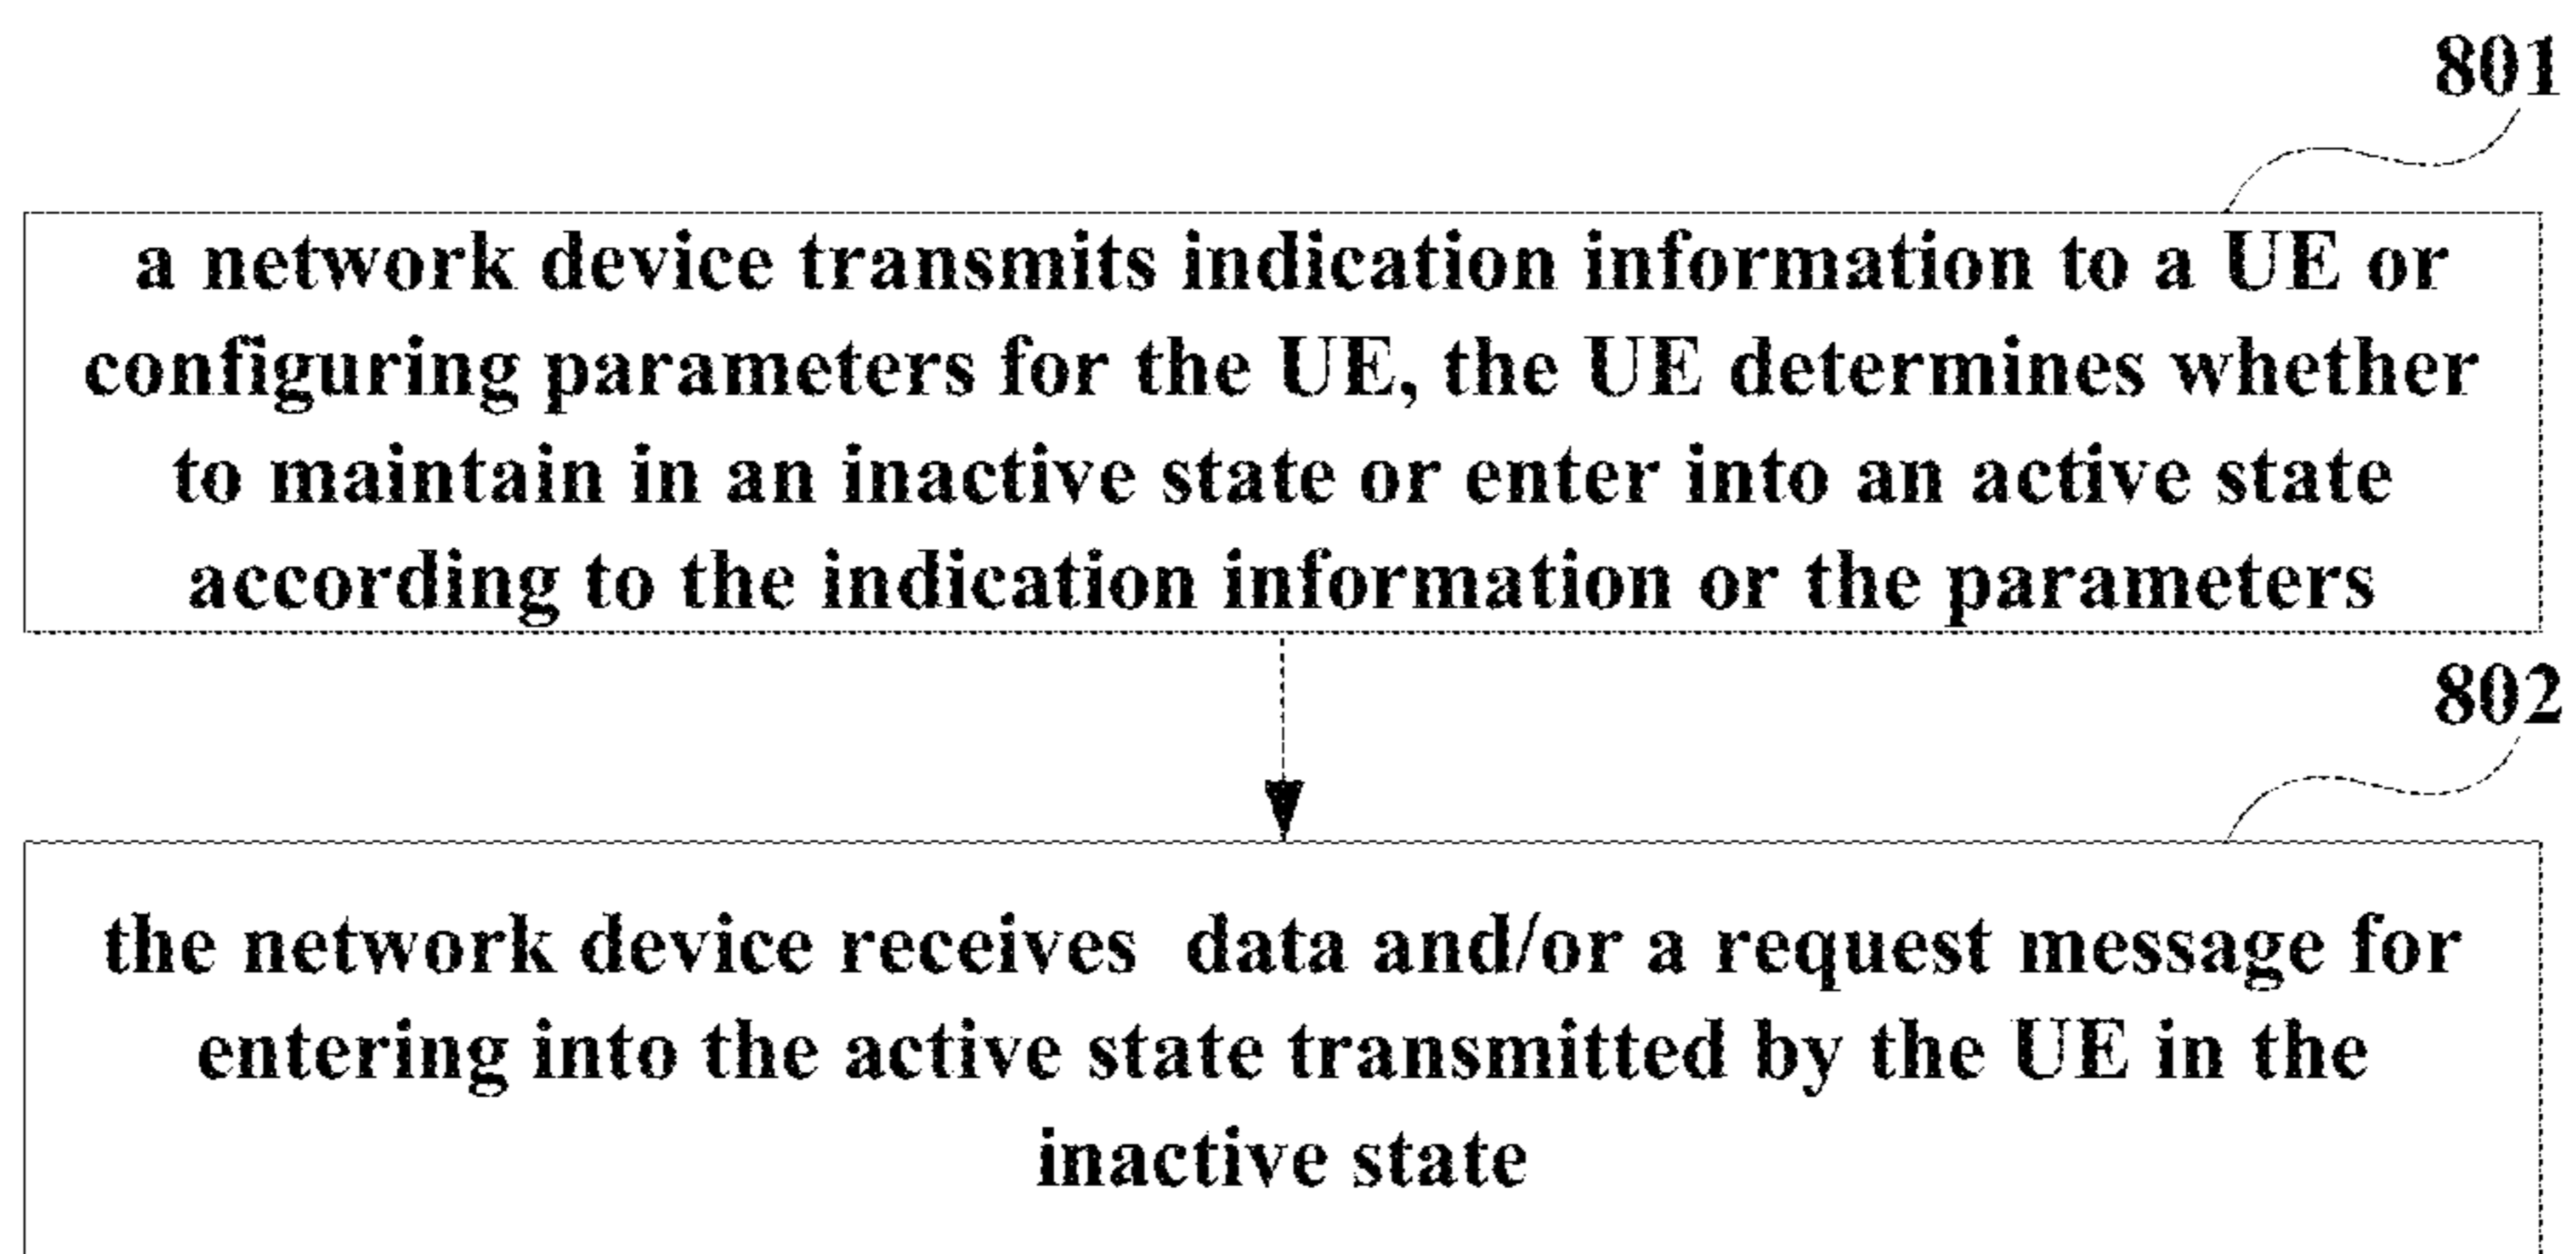 801
a network device transmits indication information to a UE or
configuring parameters for the UE, the UE determines whether
to maintain in an inactive state or enter into an active state
according to the indication information or the parameters
802
the network device receives data and/or a request message for
entering into the active state transmitted by the UE in the
inactive state